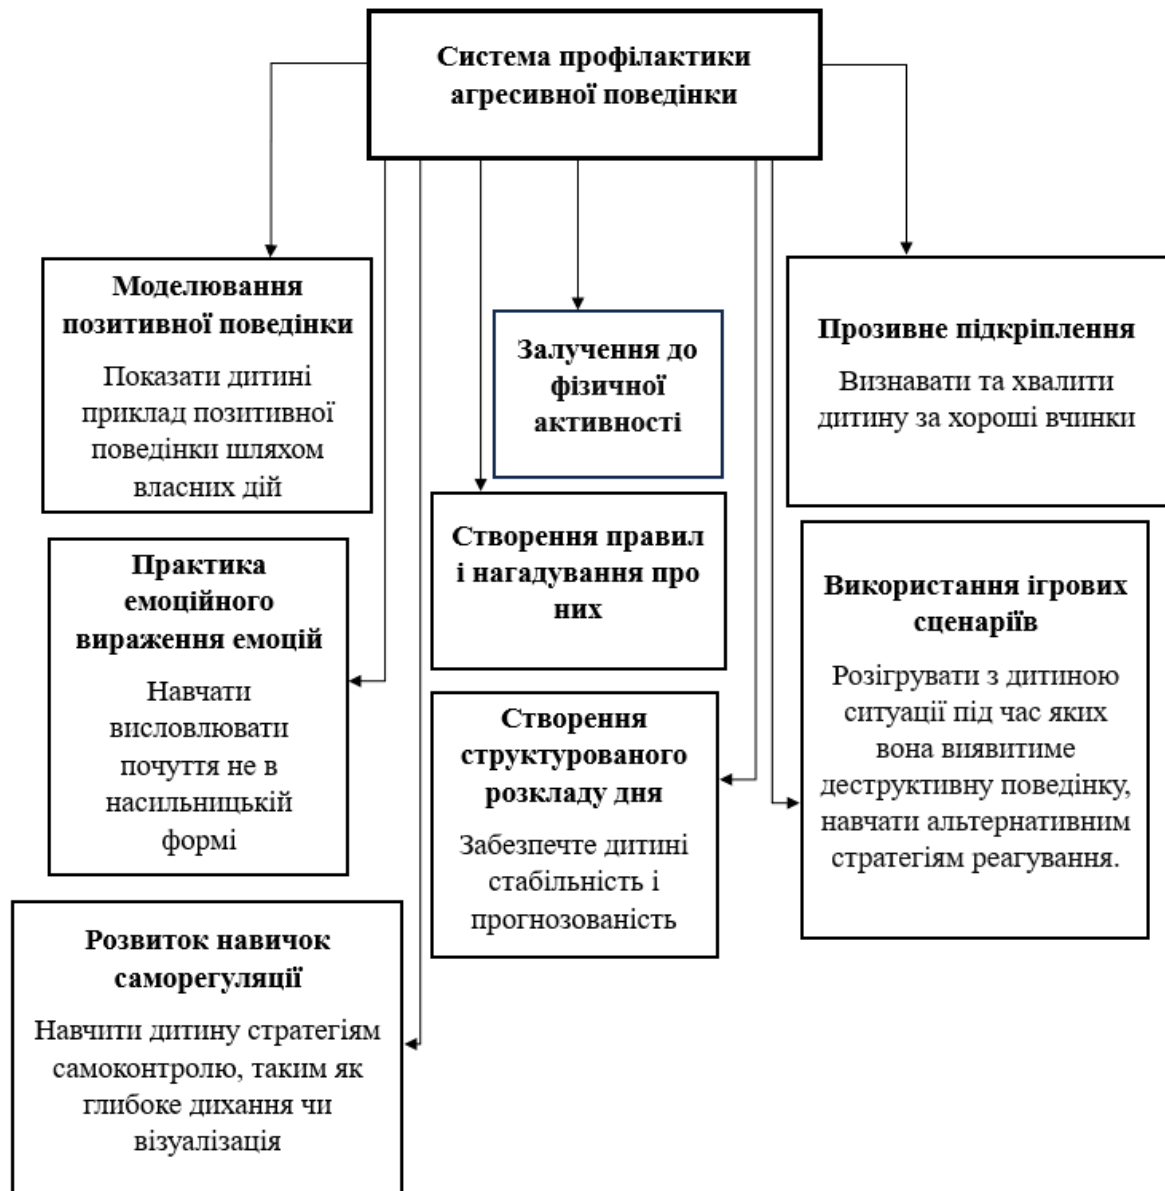 Система профілактики
агресивної поведінки
Моделювання
позитивної поведінки
Показати дитині
приклад позитивної
поведінки шляхом
власних дій
Практика
емоційного
вираження емоцій
Навчати
висловлювати
почуття не в
насильницькій
формі
Розвиток навичок
саморегуляції
Навчити дитину стратегіям
самоконтролю, таким як
глибоке дихання чи
візуалізація
Залучення до
фізичної
активності
Створення правил
і нагадування про
них
Створення
структурованого
розкладу дня
Забезпечте дитині
стабільність і
прогнозованість
Прозивне підкріплення
Визнавати та хвалити
дитину за хороші вчинки
Використання ігрових
сценаріїв
Розігрувати з дитиною
ситуації під час яких
вона виявитиме
деструктивну поведінку,
навчати альтернативним
стратегіям реагування.